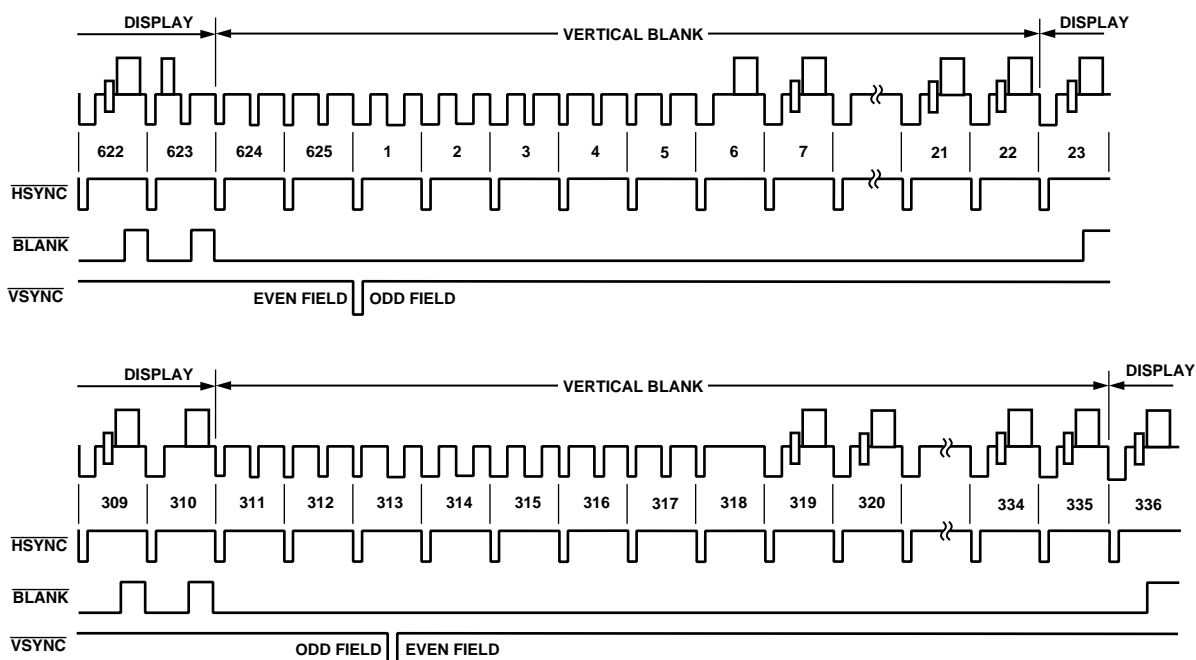 DISPLAY VERTICAL BLANK DISPLAY
622 623 624 625 1 2 3 4 5 6 7 21 22 23
HSYNC
BLANK
VSYNC
EVEN FIELD ODD FIELD
DISPLAY VERTICAL BLANK DISPLAY
309 310 311 312 313 314 315 316 317 318 319 320 334 335 336
HSYNC
BLANK
VSYNC
ODD FIELD EVEN FIELD